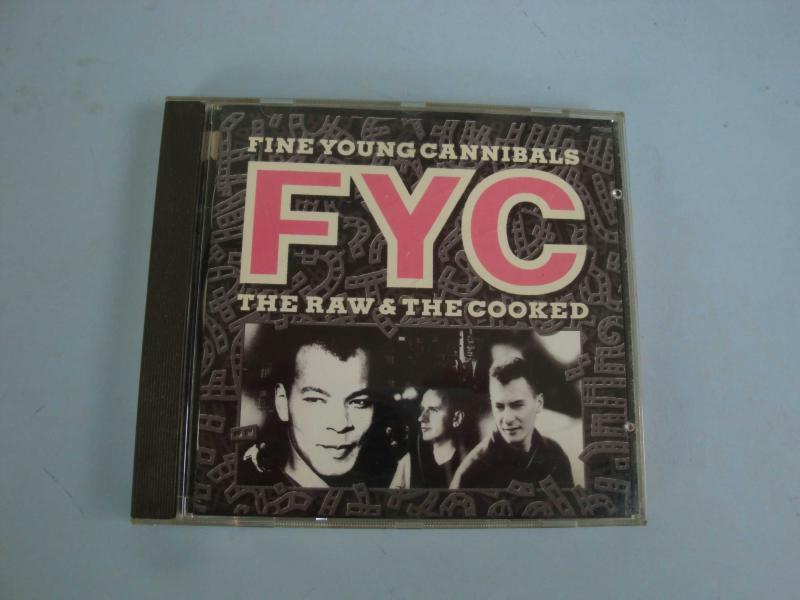 FINE YOUNG CANNIBALS
FYC
THE RAW & THE COOKED